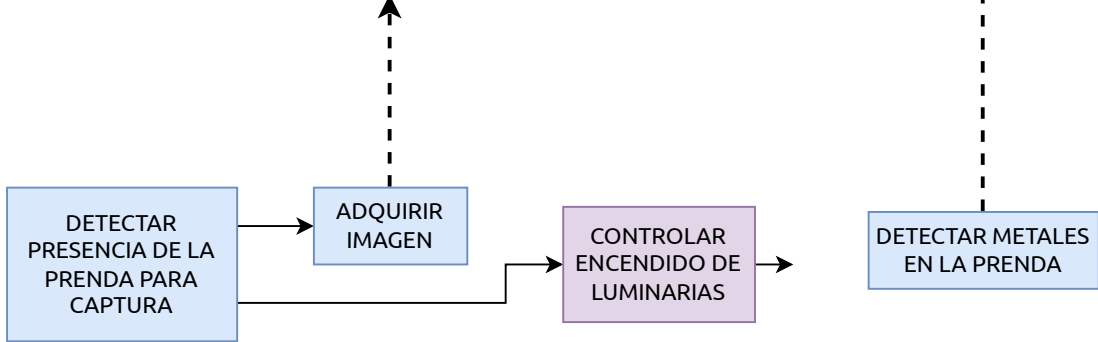 DETECTAR
PRESENCIA DE LA
PRENDA PARA
CAPTURA
ADQUIRIR
IMAGEN
CONTROLAR
ENCENDIDO DE
LUMINARIAS
DETECTAR METALES
EN LA PRENDA